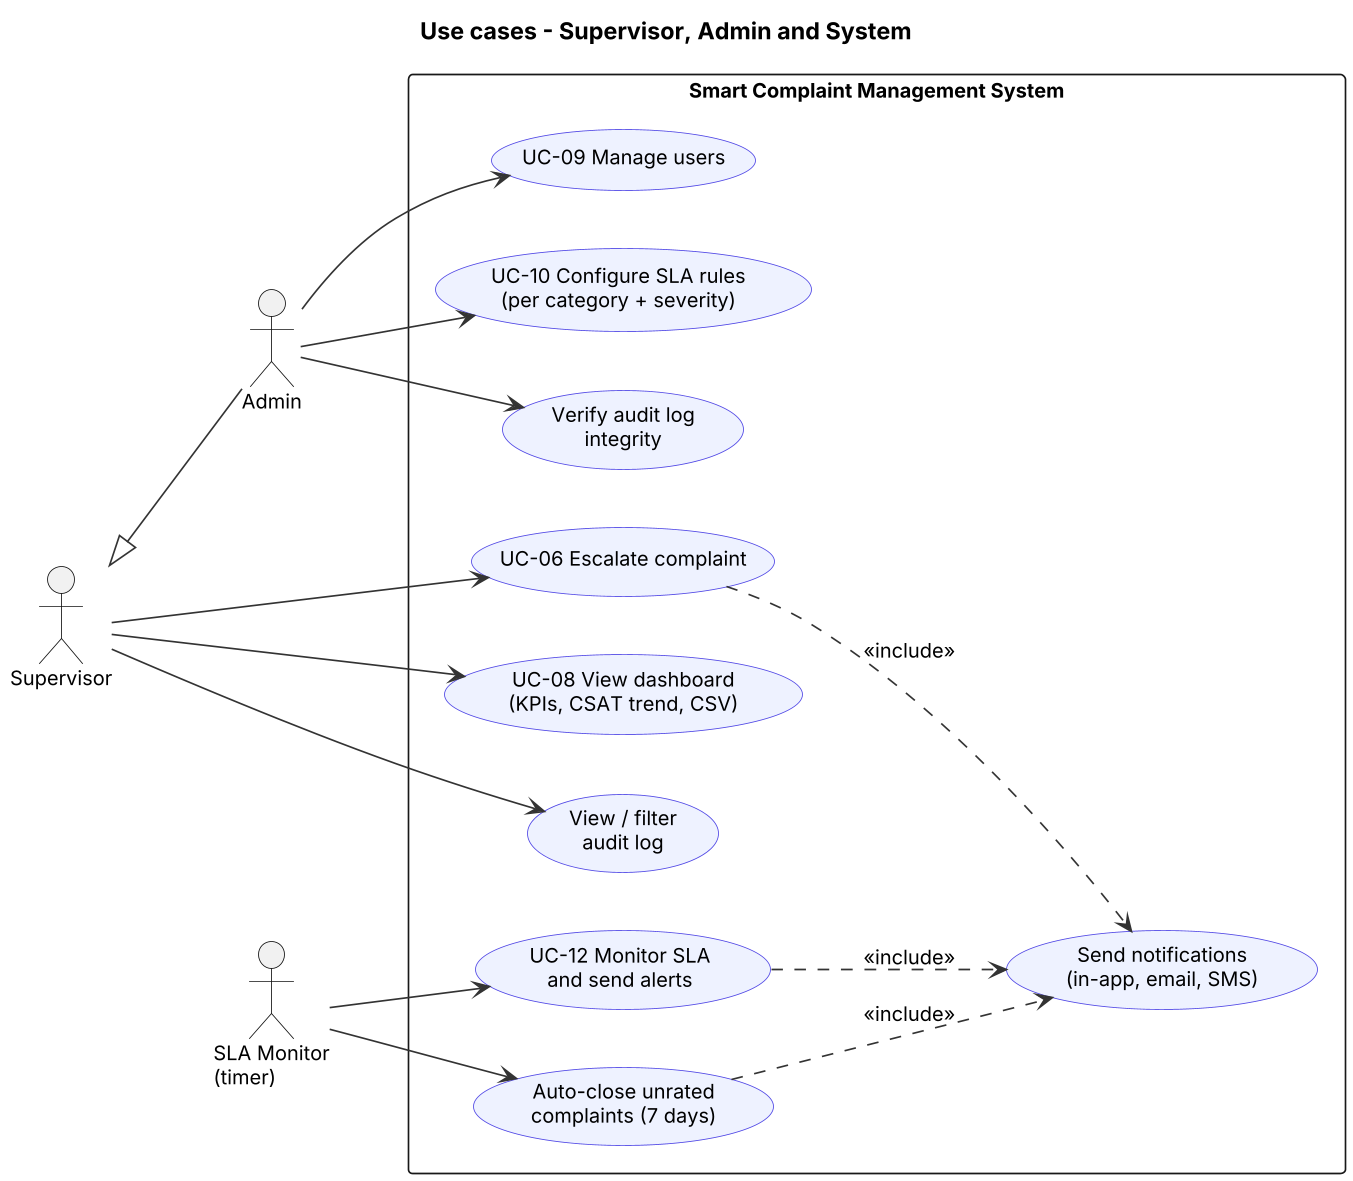 Use cases - Supervisor, Admin and System
Smart Complaint Management System
UC-09 Manage users
UC-10 Configure SLA rules
(per category + severity)
Admin
Verify audit log
integrity
UC-06 Escalate complaint
«include»
Supervisor
UC-08 View dashboard
(KPIs, CSAT trend, CSV)
View / filter
audit log
UC-12 Monitor SLA
and send alerts
«include»
Send notifications
(in-app, email, SMS)
«include»
SLA Monitor
(timer)
Auto-close unrated
complaints (7 days)